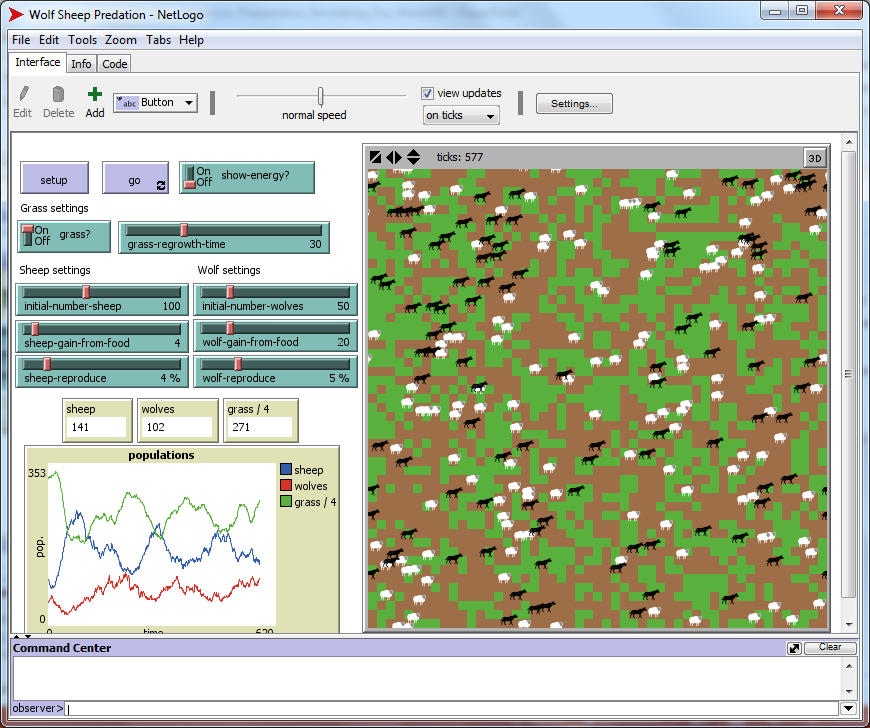 Wolf Sheep Predation - NetLogo
File Edit Tools Zoom Tabs Help
Interface Info Code
Edit Delete Add abc Button normal speed view updates on ticks Settings...
ticks: 577 3D
setup go On Off show-energy?
Grass settings
On Off grass? grass-regrowth-time 30
Sheep settings Wolf settings
initial-number-sheep 100 initial-number-wolves 50
sheep-gain-from-food 4 wolf-gain-from-food 20
sheep-reproduce 4 % wolf-reproduce 5 %
sheep wolves grass / 4
141 102 271
populations
353 sheep
wolves
grass / 4
pop.
0
0 time 620
Command Center Clear
observer>